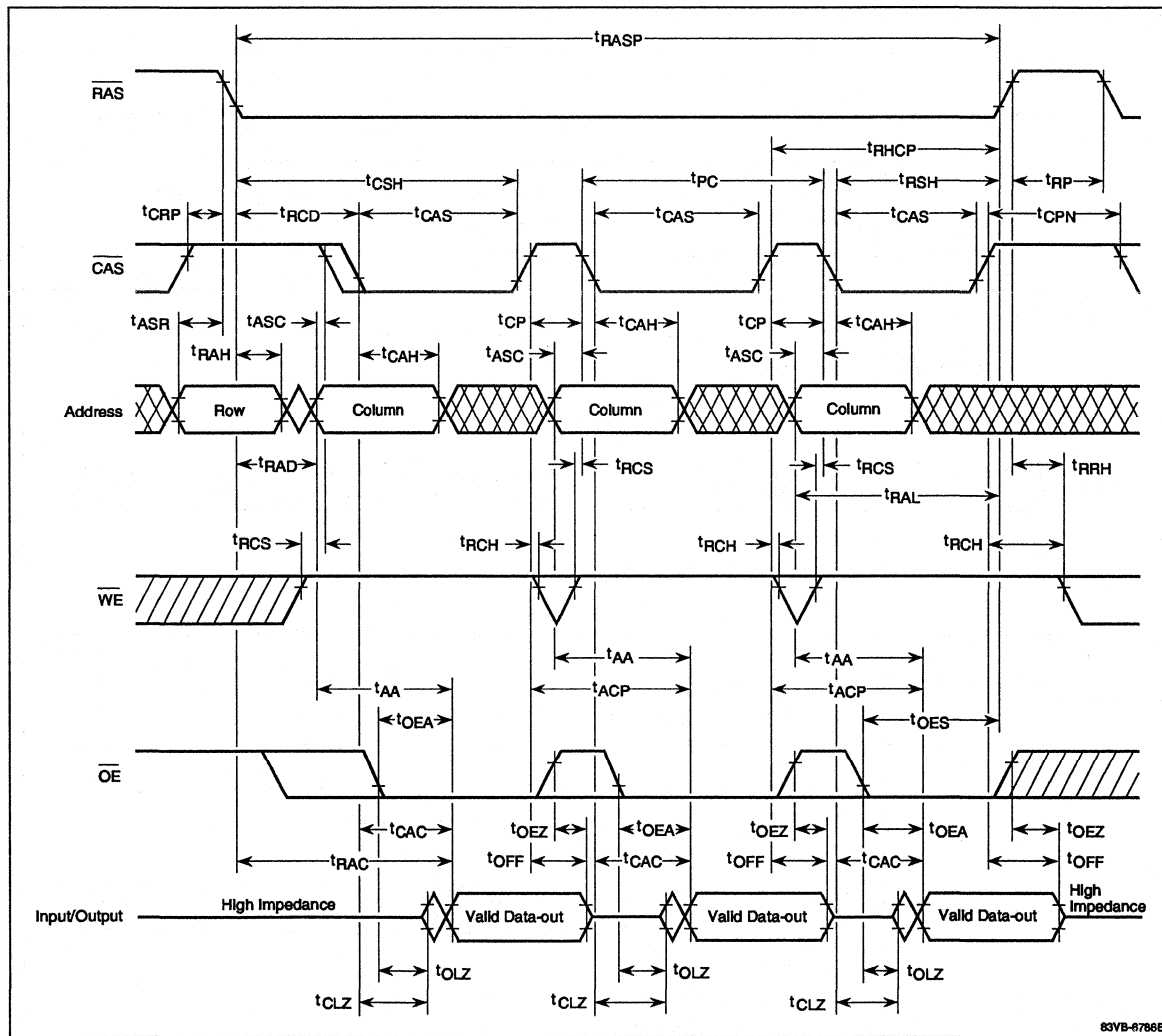 tRASP
RAS
tRHCP
tCSH
tPC
tRSH
tRP
tCRP
tRCD
tCAS
tCAS
tCAS
tCPN
CAS
tASR
tASC
tCP
tCAH
tCP
tCAH
tRAH
tCAH
tASC
tASC
Address
Row
Column
Column
Column
tRAD
tRCS
tRCS
tRRH
tRAL
tRCS
tRCH
tRCH
tRCH
WE
tAA
tAA
tAA
tACP
tACP
tOEA
tOES
OE
tCAC
tOEZ
tOEA
tOEZ
tOEA
tOEZ
tRAC
tOFF
tCAC
tOFF
tCAC
tOFF
Input/Output
High Impedance
Valid Data-out
Valid Data-out
Valid Data-out
High
Impedance
tOLZ
tOLZ
tOLZ
tCLZ
tCLZ
tCLZ